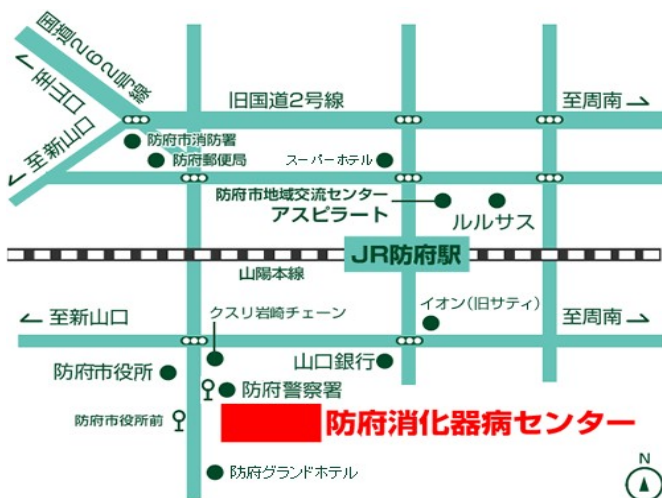 国道262号線
至山口
至新山口
旧国道2号線
至周南
防府市消防署
防府郵便局
スーパーホテル
防府市地域交流センター
アスピラート
ルルサス
JR防府駅
山陽本線
至新山口
クスリ岩崎チェーン
イオン(旧サティ)
至周南
防府市役所
山口銀行
防府警察署
防府市役所前
防府消化器病センター
防府グランドホテル
N